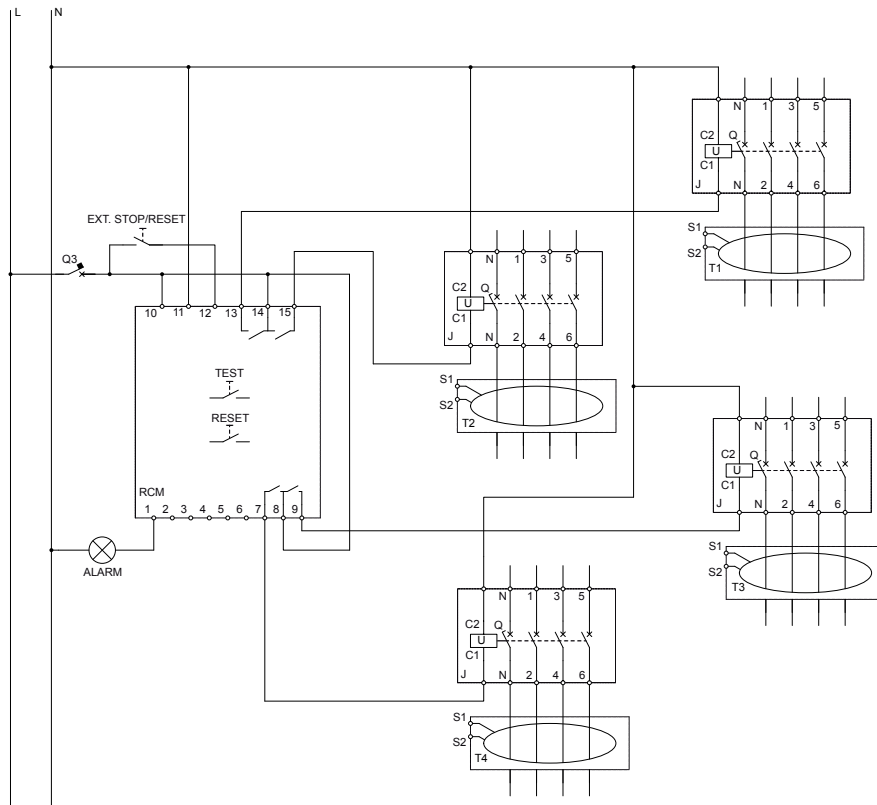 L N
N 1 3 5
C2 Q
U
C1
J
N 2 4 6
S1
S2
T1
EXT. STOP/RESET
Q3
N 1 3 5
C2 Q
U
C1
J
N 2 4 6
S1
S2
T2
10 11 12 13 14 15
TEST
RESET
RCM
1 2 3 4 5 6 7 8 9
ALARM
N 1 3 5
C2 Q
U
C1
J
N 2 4 6
S1
S2
T3
N 1 3 5
C2 Q
U
C1
J
N 2 4 6
S1
S2
T4